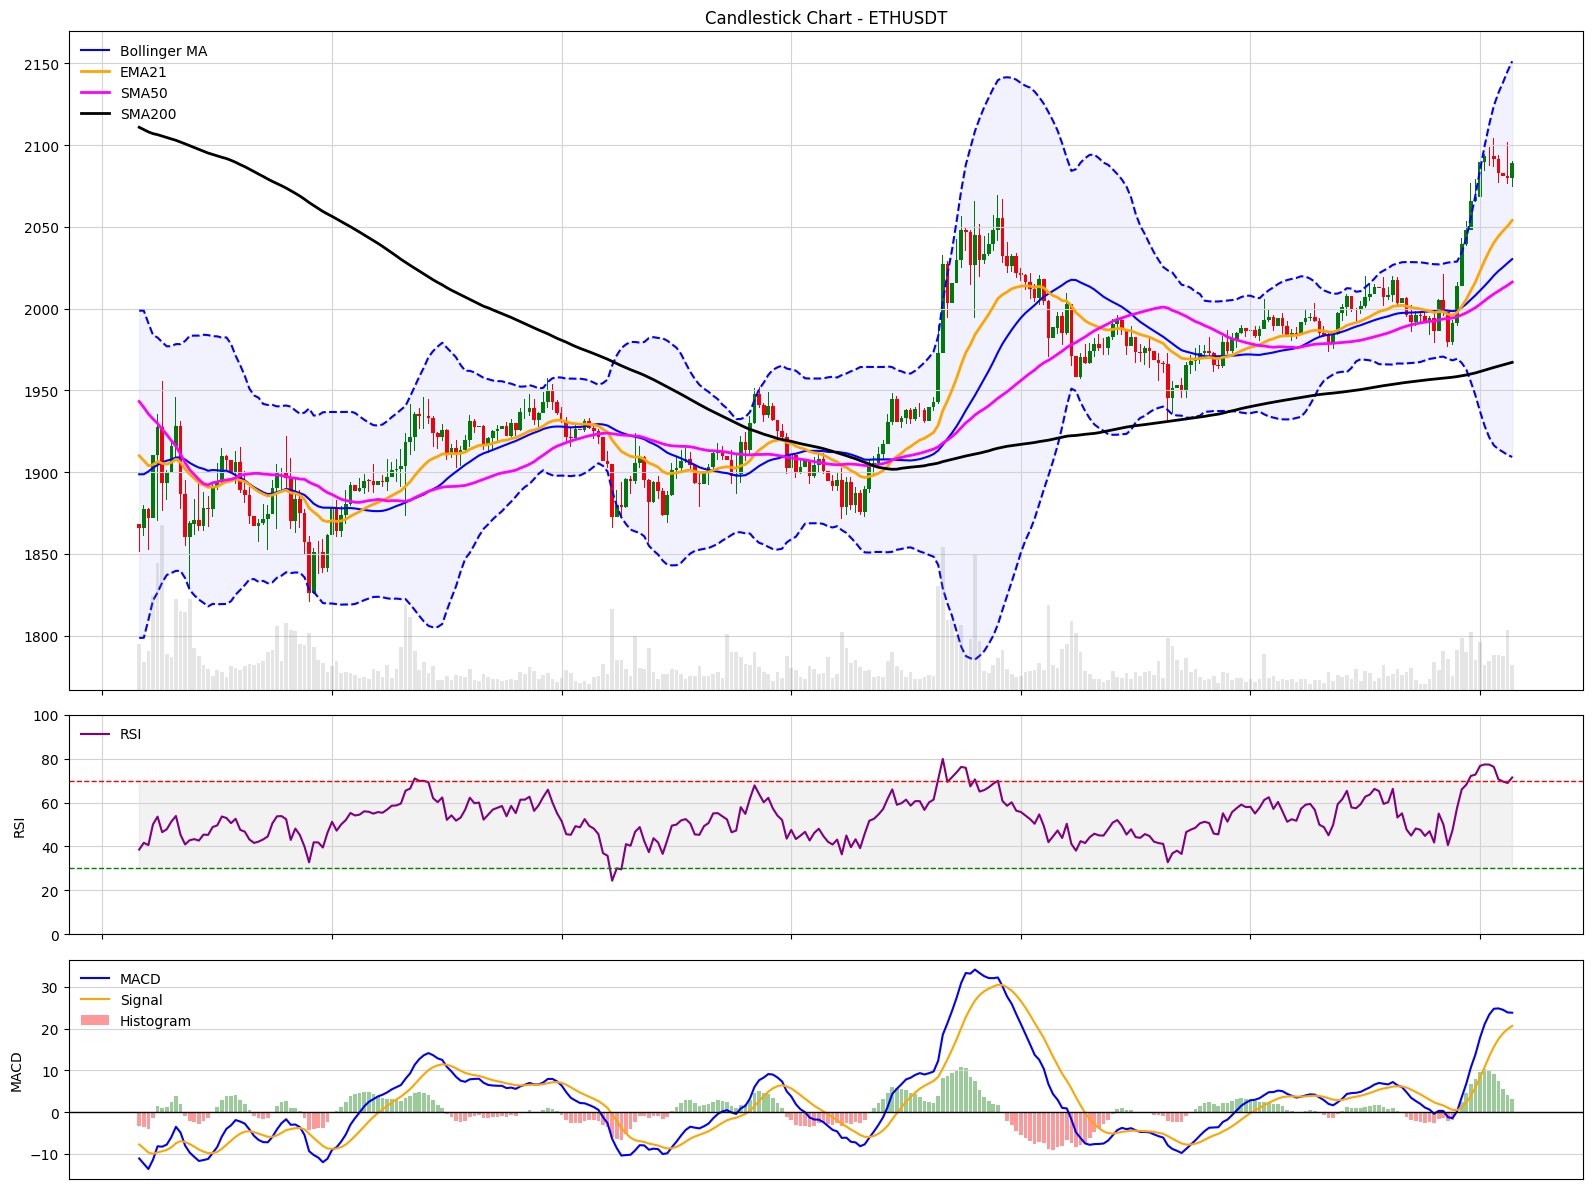 Candlestick Chart - ETHUSDT
Bollinger MA
EMA21
SMA50
SMA200
2150
2100
2050
2000
1950
1900
1850
1800
RSI
RSI
100
80
60
40
20
0
MACD
Signal
Histogram
MACD
30
20
10
0
−10